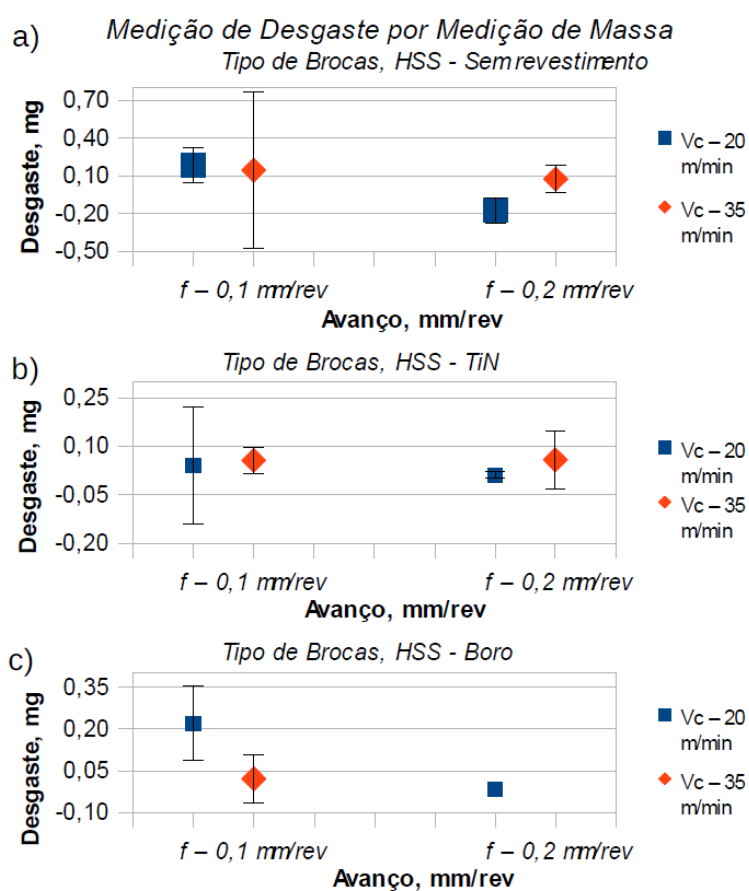 a)
Medição de Desgaste por Medição de Massa
Tipo de Brocas, HSS - Sem revestimento
Desgaste, mg
0,70
0,40
0,10
-0,20
-0,50
f – 0,1 mm/rev
f – 0,2 mm/rev
Avanço, mm/rev
Vc – 20
m/min
Vc – 35
m/min
b)
Tipo de Brocas, HSS - TiN
Desgaste, mg
0,25
0,10
-0,05
-0,20
f – 0,1 mm/rev
f – 0,2 mm/rev
Avanço, mm/rev
Vc – 20
m/min
Vc – 35
m/min
c)
Tipo de Brocas, HSS - Boro
Desgaste, mg
0,35
0,20
0,05
-0,10
f – 0,1 mm/rev
f – 0,2 mm/rev
Avanço, mm/rev
Vc – 20
m/min
Vc – 35
m/min